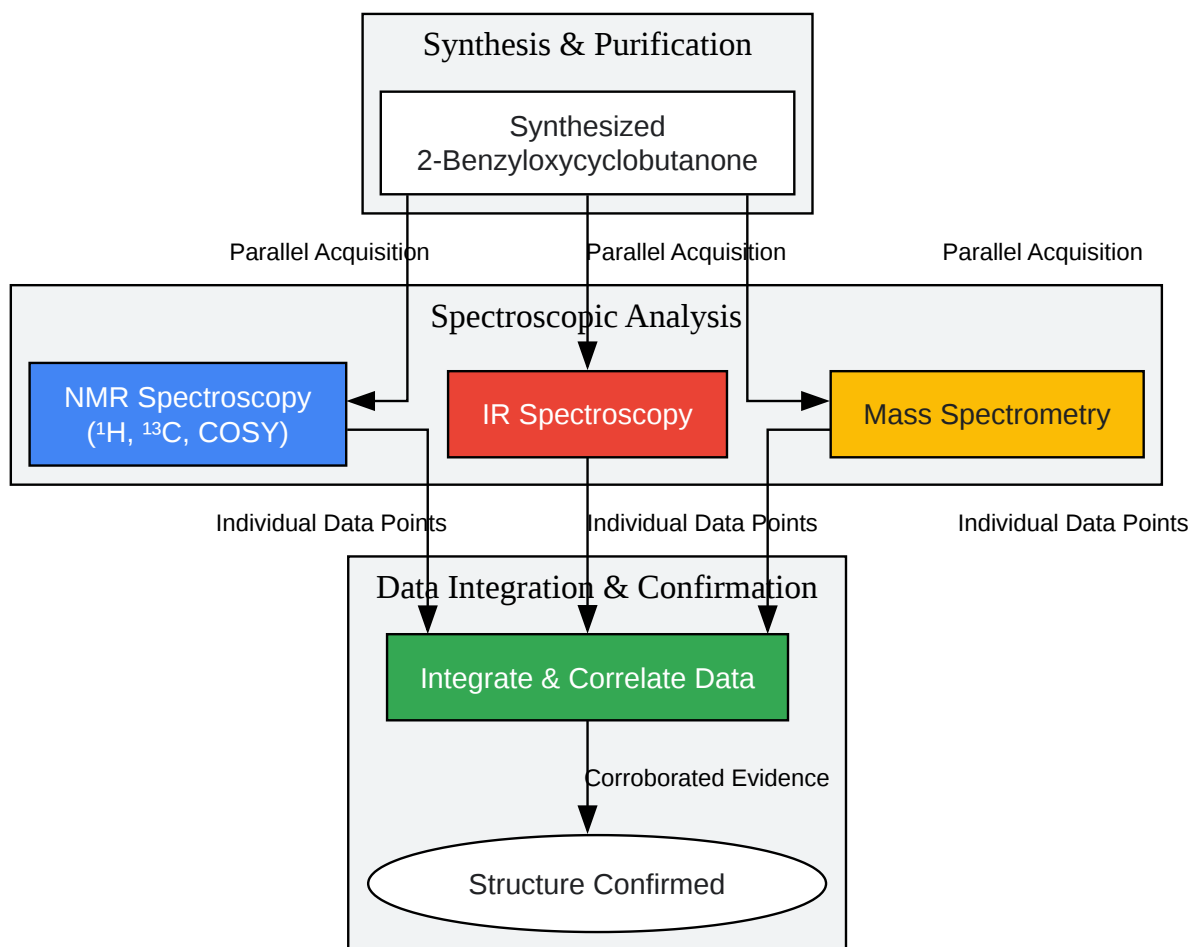 Synthesis & Purification
Synthesized
2-Benzyloxycyclobutanone
Parallel Acquisition
Parallel Acquisition
Parallel Acquisition
Spectroscopic Analysis
NMR Spectroscopy
(¹H, ¹³C, COSY)
IR Spectroscopy
Mass Spectrometry
Individual Data Points
Individual Data Points
Individual Data Points
Data Integration & Confirmation
Integrate & Correlate Data
Corroborated Evidence
Structure Confirmed